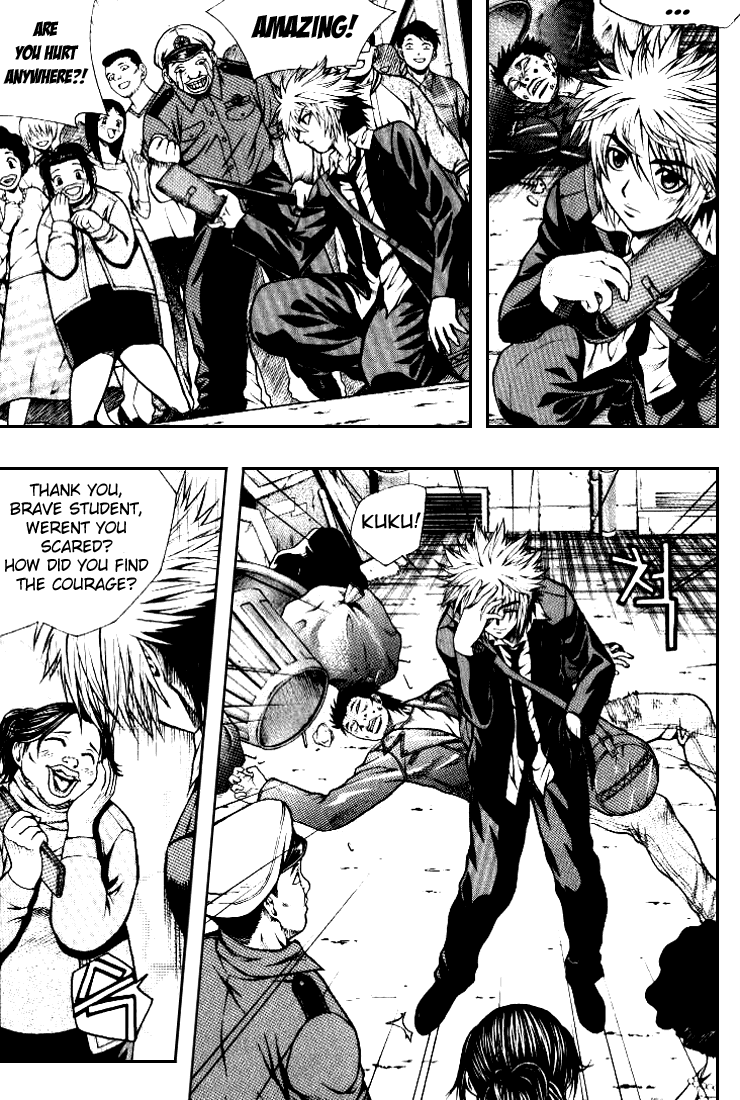 ARE
YOU HURT
ANYWHERE?!
AMAZING!
...
THANK YOU,
BRAVE STUDENT,
WERENT YOU
SCARED?
HOW DID YOU FIND
THE COURAGE?
KUKU!
척